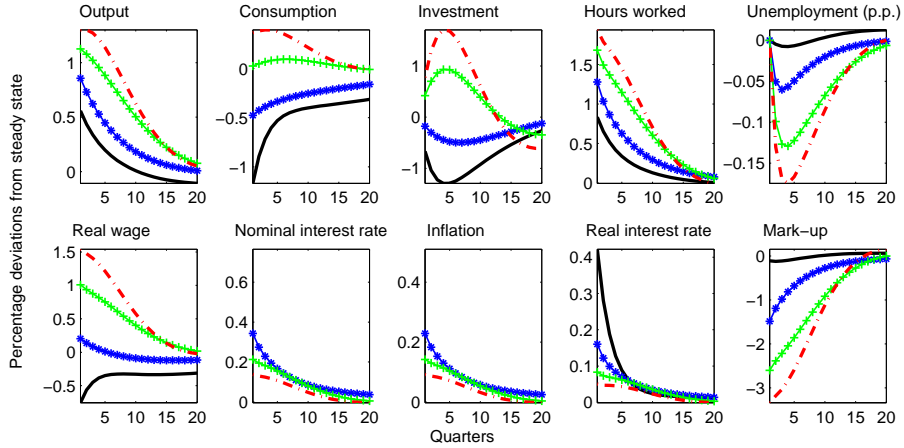 Output Consumption Investment Hours worked Unemployment (p.p.)
Percentage deviations from steady state
1
0.5
0
5 10 15 20
0
−0.5
−1
5 10 15 20
1
0
−1
5 10 15 20
1.5
1
0.5
0
5 10 15 20
0
−0.05
−0.1
−0.15
5 10 15 20
Real wage Nominal interest rate Inflation Real interest rate Mark−up
1.5
1
0.5
0
−0.5
5 10 15 20
0.6
0.4
0.2
0
5 10 15 20
0.6
0.4
0.2
0
5 10 15 20
0.4
0.3
0.2
0.1
0
5 10 15 20
0
−1
−2
−3
5 10 15 20
Quarters